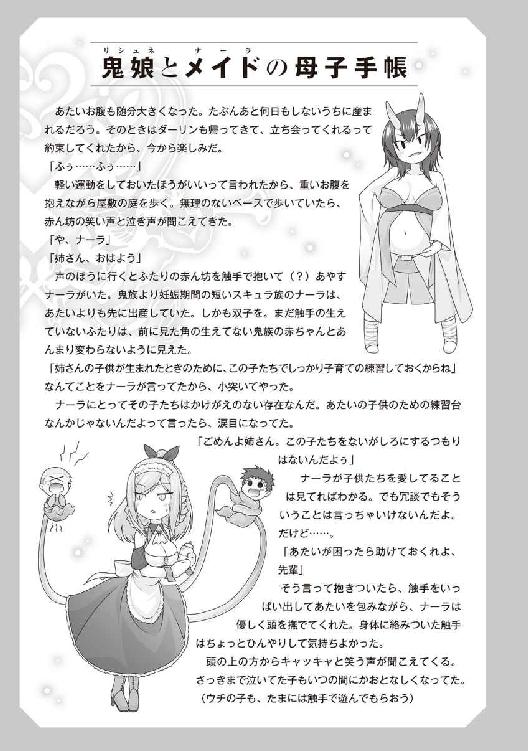 リシュネ ナーラ
鬼娘とメイドの母子手帳
あたいお腹も随分大きくなった。たぶんあと何日もしないうちに産ま
れるだろう。そのときはダーリンも帰ってきて、立ち会ってくれるって
約束してくれたから、今から楽しみだ。
「ふぅ……ふぅ……」
軽い運動をしておいたほうがいいって言われたから、重いお腹を
抱えながら屋敷の庭を歩く。無理のないペースで歩いていたら、
赤ん坊の笑い声と泣き声が聞こえてきた。
「や、ナーラ」
「姉さん、おはよう」
声のほうに行くとふたりの赤ん坊を触手で抱いて（？）あやす
ナーラがいた。鬼族より妊娠期間の短いスキュラ族のナーラは、
あたいよりも先に出産していた。しかも双子を。まだ触手の生え
ていないふたりは、前に見た角の生えてない鬼族の赤ちゃんとあ
んまり変わらないように見えた。
「姉さんの子供が生まれたときのために、この子たちでしっかり子育ての練習しておくからね」
なんてことをナーラが言ってたから、小突いてやった。
ナーラにとってその子たちはかけがえのない存在なんだ。あたいの子供のための練習台
なんかじゃないんだよって言ったら、涙目になってた。
「ごめんよ姉さん。この子たちをないがしろにするつもり
はないんだよぅ」
ナーラが子供たちを愛してること
は見てればわかる。でも冗談でもそう
いうことは言っちゃいけないんだよ。
だけど……。
「あたいが困ったら助けておくれよ、
先輩」
そう言って抱きついたら、触手をいっ
ぱい出してあたいを包みながら、ナーラは
優しく頭を撫でてくれた。身体に絡みついた触手
はちょっとひんやりして気持ちよかった。
頭の上の方からキャッキャと笑う声が聞こえてくる。
さっきまで泣いてた子もいつの間にかおとなしくなってた。
（ウチの子も、たまには触手で遊んでもらおう）